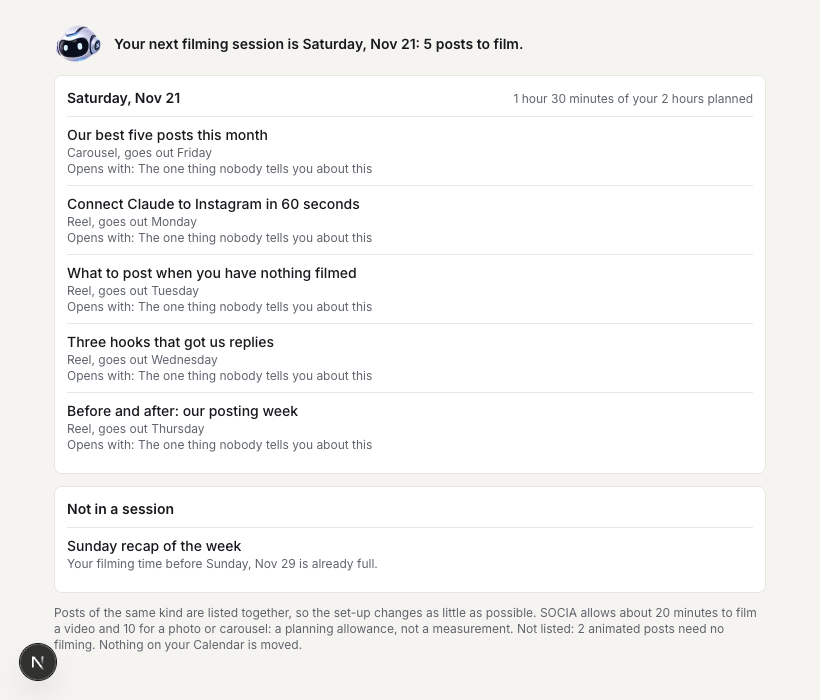 Your next filming session is Saturday, Nov 21: 5 posts to film.
Saturday, Nov 21
1 hour 30 minutes of your 2 hours planned
Our best five posts this month
Carousel, goes out Friday
Opens with: The one thing nobody tells you about this
Connect Claude to Instagram in 60 seconds
Reel, goes out Monday
Opens with: The one thing nobody tells you about this
What to post when you have nothing filmed
Reel, goes out Tuesday
Opens with: The one thing nobody tells you about this
Three hooks that got us replies
Reel, goes out Wednesday
Opens with: The one thing nobody tells you about this
Before and after: our posting week
Reel, goes out Thursday
Opens with: The one thing nobody tells you about this
Not in a session
Sunday recap of the week
Your filming time before Sunday, Nov 29 is already full.
Posts of the same kind are listed together, so the set-up changes as little as possible. SOCIA allows about 20 minutes to film
a video and 10 for a photo or carousel: a planning allowance, not a measurement. Not listed: 2 animated posts need no
filming. Nothing on your Calendar is moved.
N